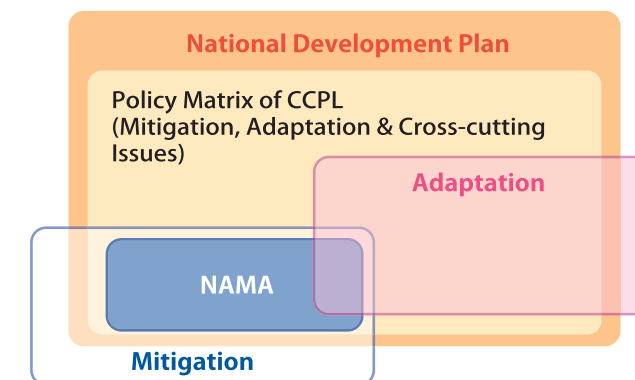 National Development Plan
Policy Matrix of CCPL
(Mitigation, Adaptation & Cross-cutting
Issues)
Adaptation
NAMA
Mitigation